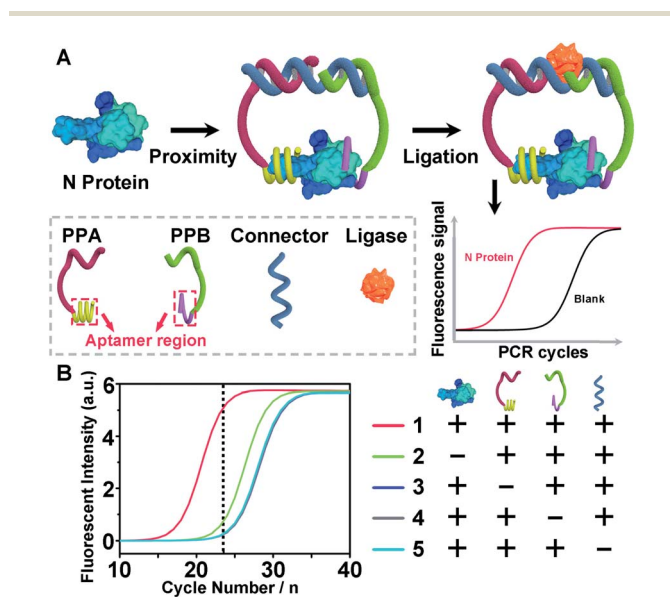 A
N Protein
Proximity
Ligation
PPA PPB Connector Ligase
Aptamer region
Fluorescence signal
N Protein
Blank
PCR cycles
B
Fluorescent Intensity (a.u.)
6
4
2
0
10 20 30 40
Cycle Number / n
1 + + + +
2 − + + +
3 + − + +
4 + + − +
5 + + + −